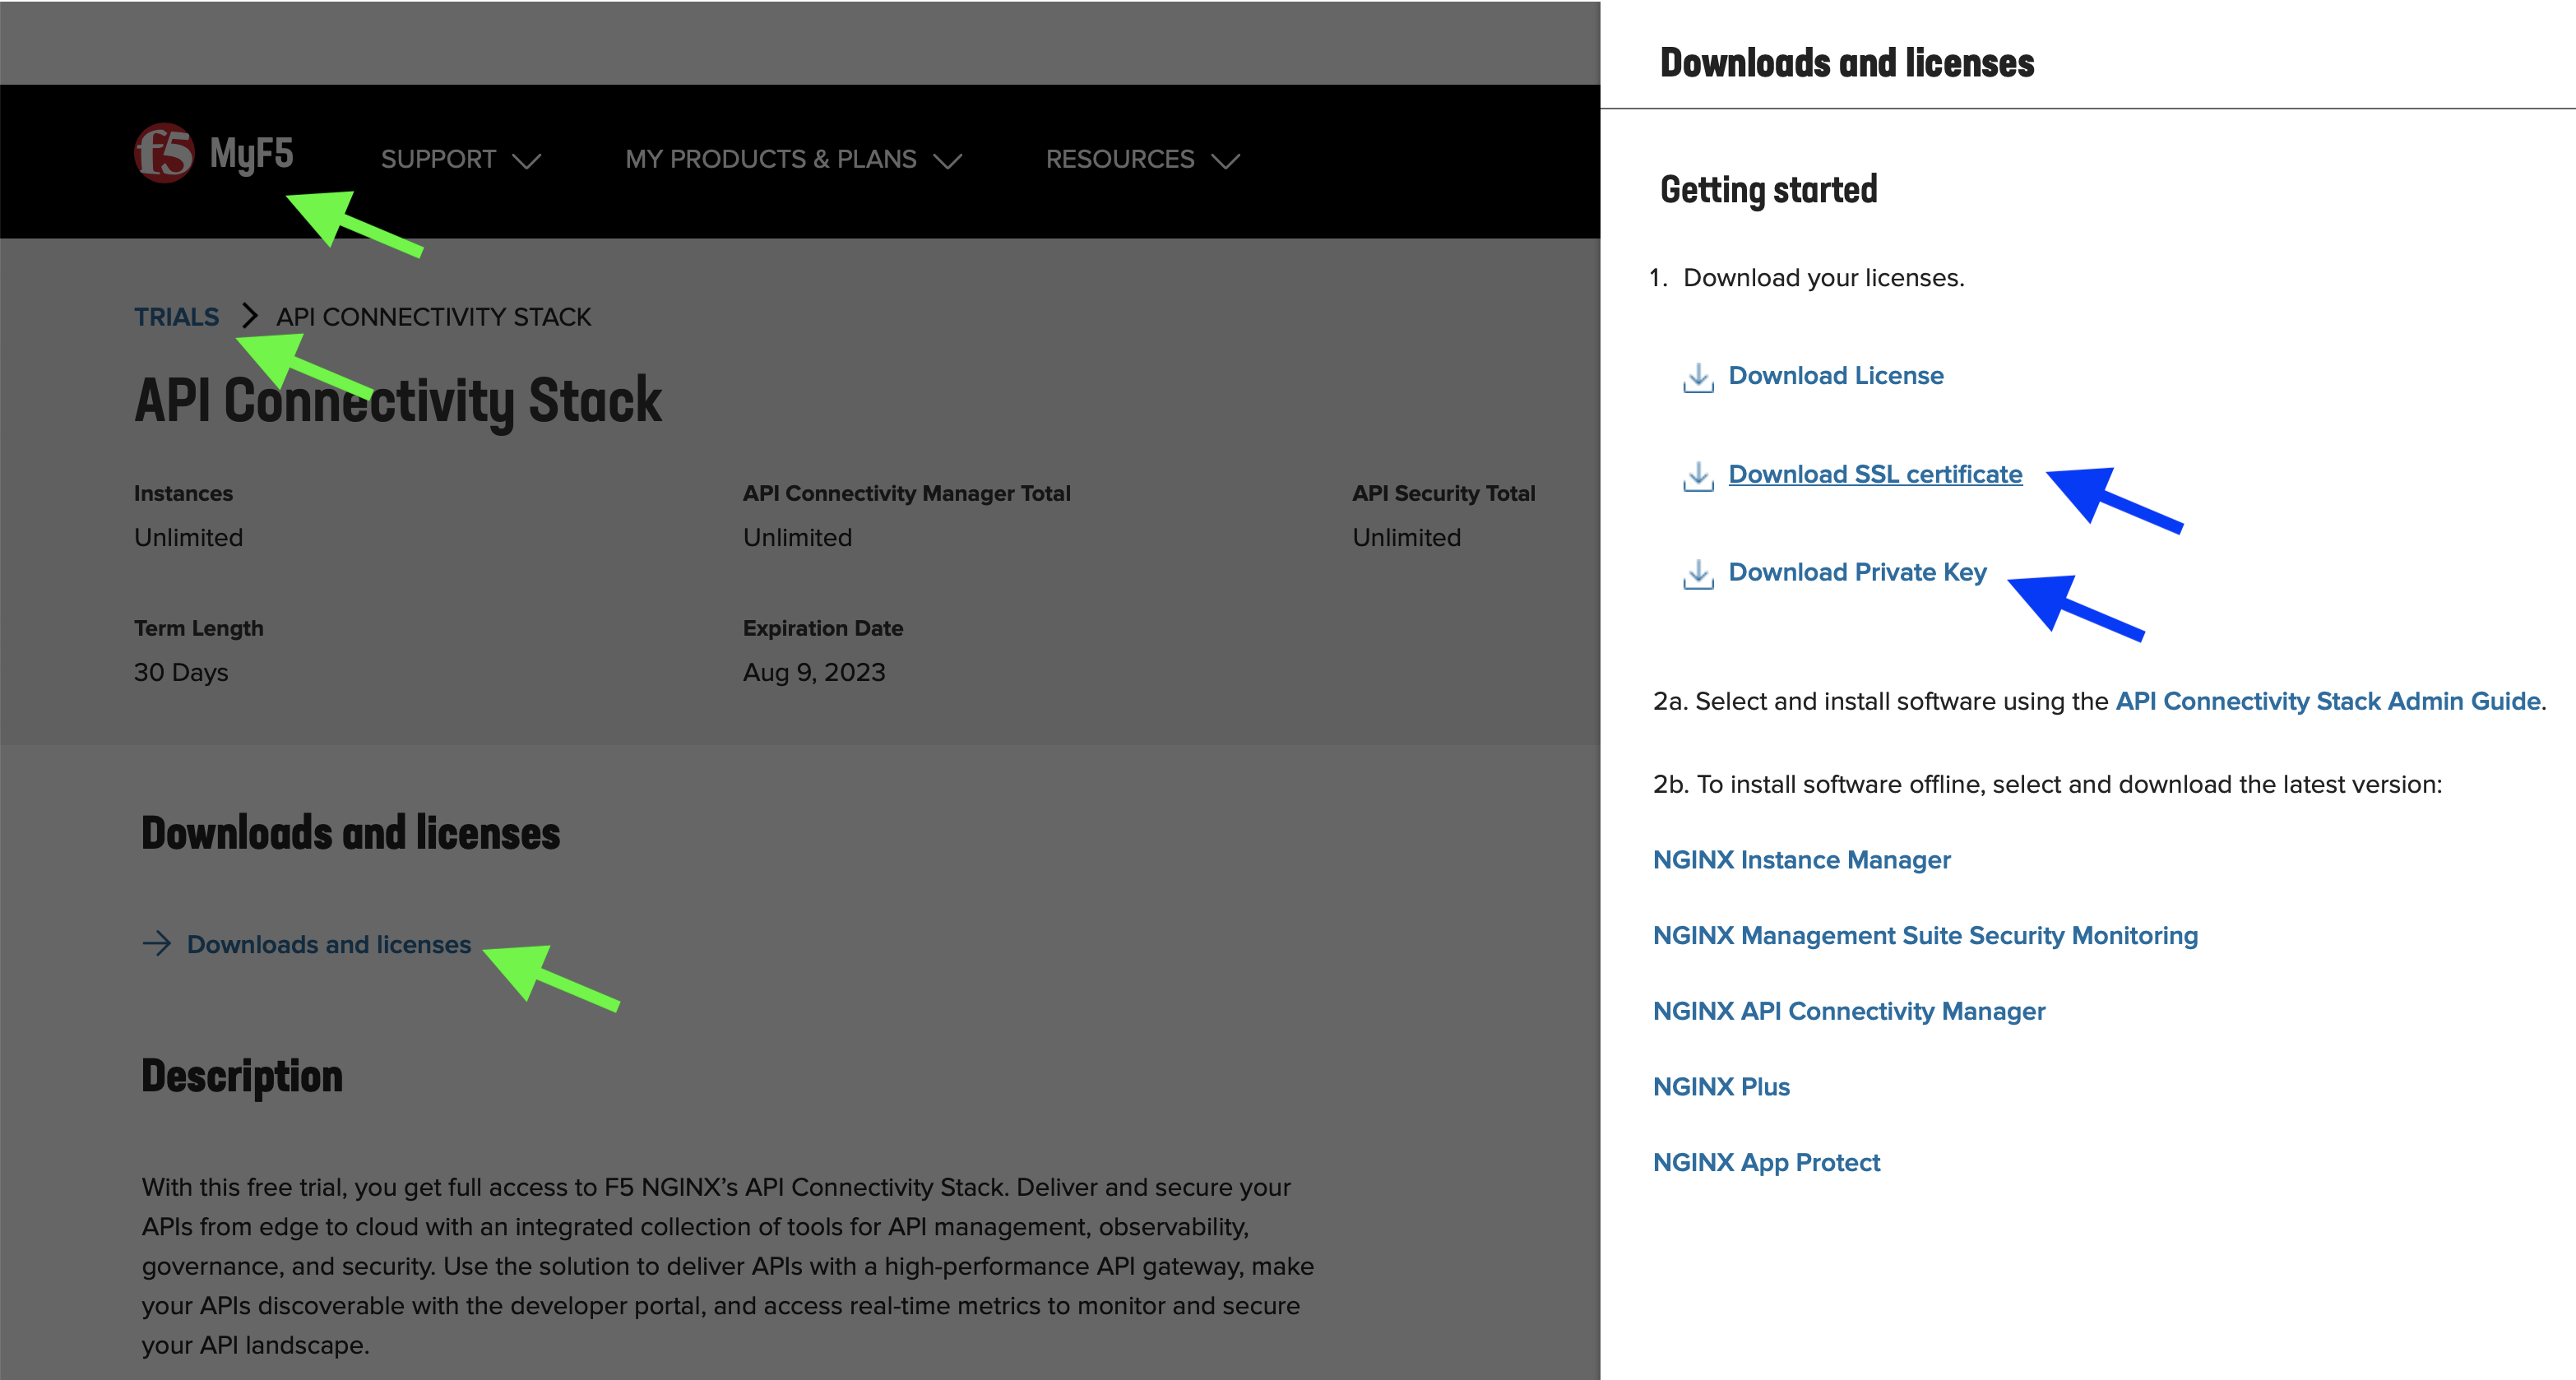 f5 MyF5
SUPPORT
MY PRODUCTS & PLANS
RESOURCES
TRIALS > API CONNECTIVITY STACK
API Connectivity Stack
Instances
Unlimited
API Connectivity Manager Total
Unlimited
API Security Total
Unlimited
Term Length
30 Days
Expiration Date
Aug 9, 2023
Downloads and licenses
Downloads and licenses
Description
With this free trial, you get full access to F5 NGINX’s API Connectivity Stack. Deliver and secure your
APIs from edge to cloud with an integrated collection of tools for API management, observability,
governance, and security. Use the solution to deliver APIs with a high-performance API gateway, make
your APIs discoverable with the developer portal, and access real-time metrics to monitor and secure
your API landscape.
Downloads and licenses
Getting started
1. Download your licenses.
Download License
Download SSL certificate
Download Private Key
2a. Select and install software using the API Connectivity Stack Admin Guide.
2b. To install software offline, select and download the latest version:
NGINX Instance Manager
NGINX Management Suite Security Monitoring
NGINX API Connectivity Manager
NGINX Plus
NGINX App Protect